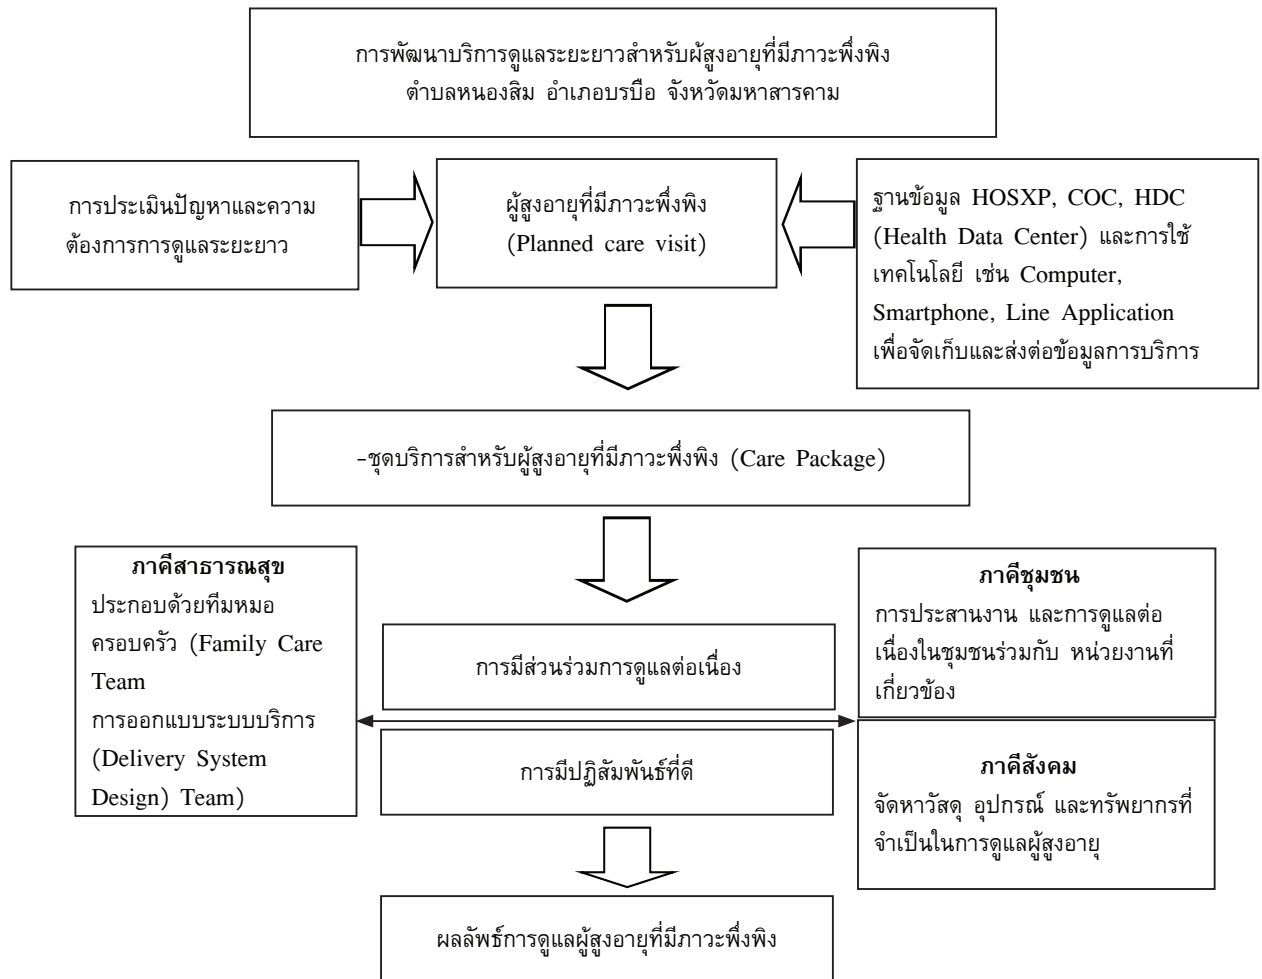 การพัฒนาบริการดูแลระยะยาวสำหรับผู้สูงอายุที่มีภาวะพึ่งพิง
ตำบลหนองสิม อำเภอบรบือ จังหวัดมหาสารคาม
การประเมินปัญหาและความ
ต้องการการดูแลระยะยาว
ผู้สูงอายุที่มีภาวะพึ่งพิง
(Planned care visit)
ฐานข้อมูล HOSXP, COC, HDC
(Health Data Center) และการใช้
เทคโนโลยี เช่น Computer,
Smartphone, Line Application
เพื่อจัดเก็บและส่งต่อข้อมูลการบริการ
-ชุดบริการสำหรับผู้สูงอายุที่มีภาวะพึ่งพิง (Care Package)
ภาคีสาธารณสุข
ประกอบด้วยทีมหมอ
ครอบครัว (Family Care
Team
การออกแบบระบบบริการ
(Delivery System
Design) Team)
การมีส่วนร่วมการดูแลต่อเนื่อง
การมีปฏิสัมพันธ์ที่ดี
ภาคีชุมชน
การประสานงาน และการดูแลต่อ
เนื่องในชุมชนร่วมกับ หน่วยงานที่
เกี่ยวข้อง
ภาคีสังคม
จัดหาวัสดุ อุปกรณ์ และทรัพยากรที่
จำเป็นในการดูแลผู้สูงอายุ
ผลลัพธ์การดูแลผู้สูงอายุที่มีภาวะพึ่งพิง